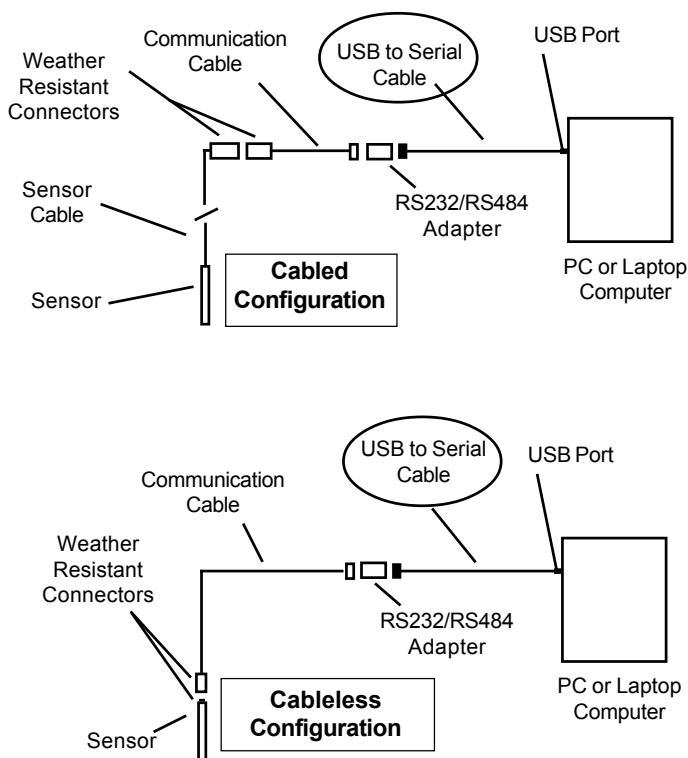 Communication
Cable
USB to Serial
Cable
USB Port
Weather
Resistant
Connectors
Sensor
Cable
RS232/RS484
Adapter
Cabled
Configuration
Sensor
PC or Laptop
Computer
USB to Serial
Cable
USB Port
Communication
Cable
Weather
Resistant
Connectors
RS232/RS484
Adapter
Cableless
Configuration
Sensor
PC or Laptop
Computer